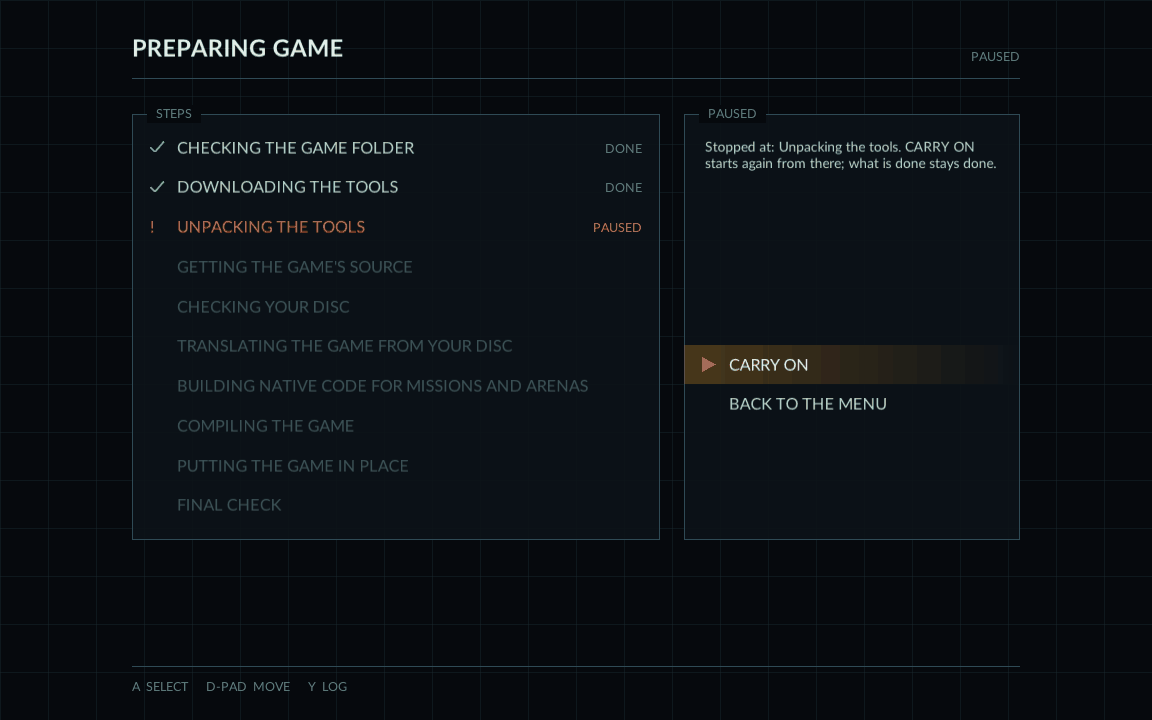 PREPARING GAME
PAUSED
STEPS
CHECKING THE GAME FOLDER DONE
DOWNLOADING THE TOOLS DONE
! UNPACKING THE TOOLS PAUSED
GETTING THE GAME'S SOURCE
CHECKING YOUR DISC
TRANSLATING THE GAME FROM YOUR DISC
BUILDING NATIVE CODE FOR MISSIONS AND ARENAS
COMPILING THE GAME
PUTTING THE GAME IN PLACE
FINAL CHECK
PAUSED
Stopped at: Unpacking the tools. CARRY ON
starts again from there; what is done stays done.
CARRY ON
BACK TO THE MENU
A SELECT D-PAD MOVE Y LOG